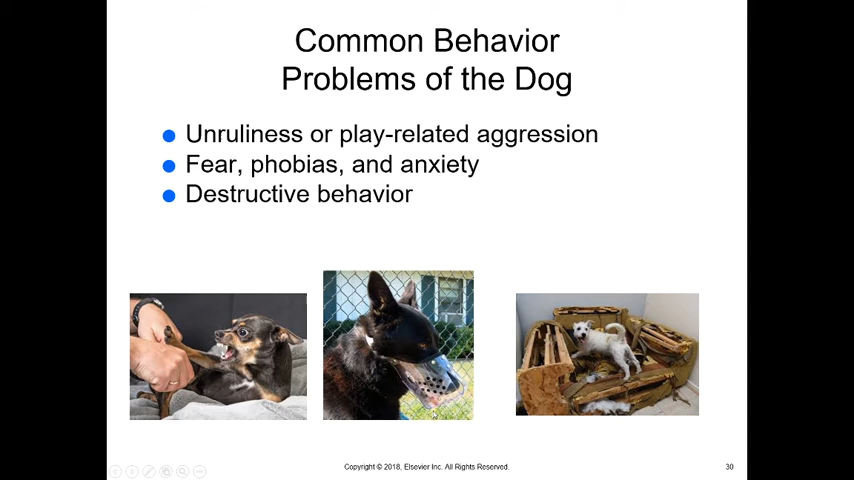 Common Behavior
Problems of the Dog
Unruliness or play-related aggression
Fear, phobias, and anxiety
Destructive behavior
Copyright © 2018, Elsevier Inc. All Rights Reserved.
30